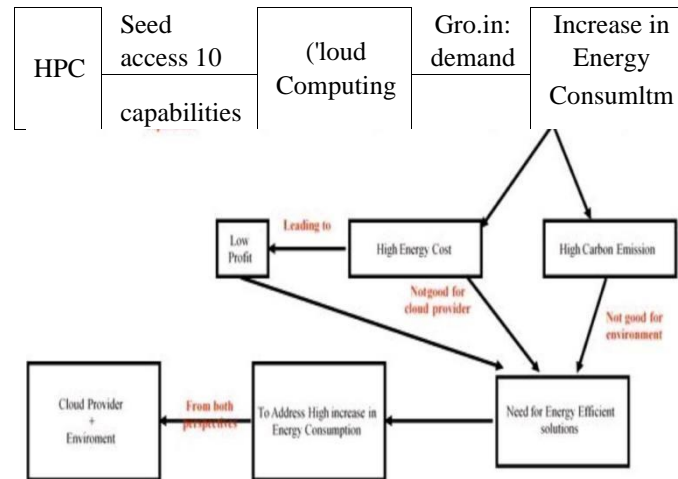 HPC
Seed
access 10
capabilities
('loud
Computing
Gro.in:
demand
Increase in
Energy
Consumltm
Leading to
Low
Profit
High Energy Cost
High Carbon Emission
Notgood for
cloud provider
Not good for
environment
Cloud Provider
+
Enviroment
From both
perspectives
To Address High increase in
Energy Consumption
Need for Energy Efficient
solutions